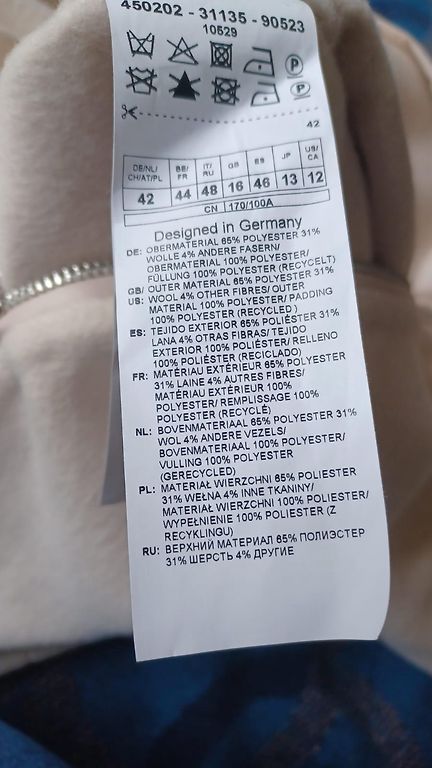 450202 - 31135 - 90523
10529
P
P
42
DE/NL/ CH/AT/PL BE/ FR IT/ RU GB ES JP US/ CA
42 44 48 16 46 13 12
CN 170/100A
Designed in Germany
DE: OBERMATERIAL 65% POLYESTER 31%
WOLLE 4% ANDERE FASERN/
OBERMATERIAL 100% POLYESTER/
FÜLLUNG 100% POLYESTER (RECYCELT)
GB/ OUTER MATERIAL 65% POLYESTER 31%
US: WOOL 4% OTHER FIBRES/ OUTER
MATERIAL 100% POLYESTER/ PADDING
100% POLYESTER (RECYCLED )
ES: TEJIDO EXTERIOR 65% POLIÉSTER 31%
LANA 4% OTRAS FIBRAS/ TEJIDO
EXTERIOR 100% POLIÉSTER/ RELLENO
100% POLIÉSTER (RECICLADO)
FR: MATÉRIAU EXTÉRIEUR 65% POLYESTER
31% LAINE 4% AUTRES FIBRES/
MATÉRIAU EXTÉRIEUR 100%
POLYESTER/ REMPLISSAGE 100%
POLYESTER (RECYCLÉ)
NL: BOVENMATERIAAL 65% POLYESTER 31%
WOL 4% ANDERE VEZELS/
BOVENMATERIAAL 100% POLYESTER/
VULLING 100% POLYESTER
(GERECYCLED)
PL: MATERIAŁ WIERZCHNI 65% POLIESTER
31% WEŁNA 4% INNE TKANINY/
MATERIAŁ WIERZCHNI 100% POLIESTER/
WYPEŁNIENIE 100% POLIESTER (Z
RECYKLINGU)
RU: ВЕРХНИЙ МАТЕРИАЛ 65% ПОЛИЭСТЕР
31% ШЕРСТЬ 4% ДРУГИЕ